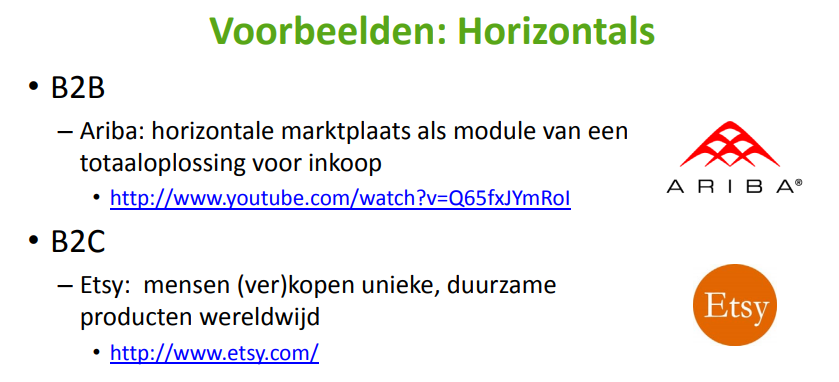 Voorbeelden: Horizontals
• B2B
– Ariba: horizontale marktplaats als module van een
totaaloplossing voor inkoop
• http://www.youtube.com/watch?v=Q65fxJYmRoI
ARIBA®
• B2C
– Etsy:  mensen (ver)kopen unieke, duurzame
producten wereldwijd
Etsy
• http://www.etsy.com/